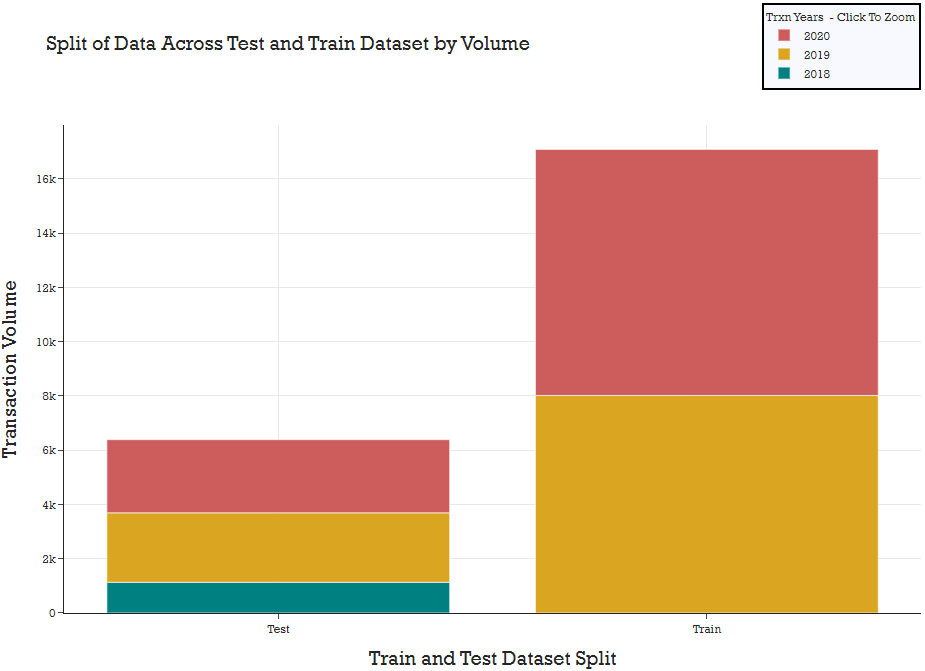 Trxn Years - Click To Zoom
2020
2019
2018
Split of Data Across Test and Train Dataset by Volume
Transaction Volume
16k
14k
12k
10k
8k
6k
4k
2k
0
Test Train
Train and Test Dataset Split